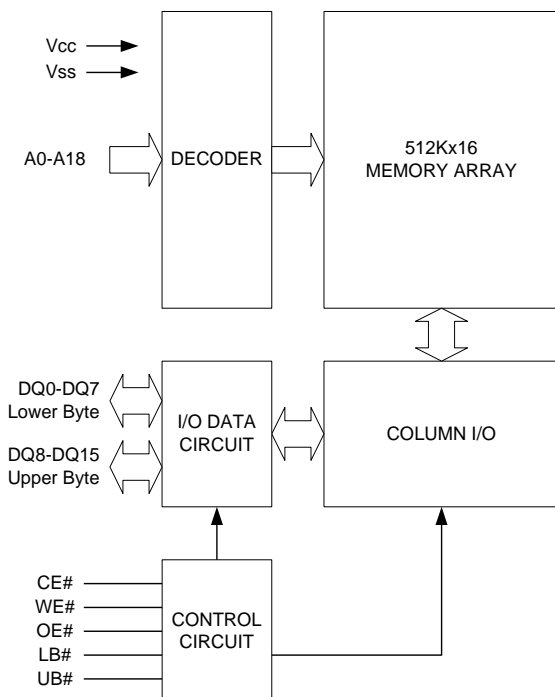 Vcc
Vss
A0-A18
DECODER
512Kx16
MEMORY ARRAY
DQ0-DQ7
Lower Byte
DQ8-DQ15
Upper Byte
I/O DATA
CIRCUIT
COLUMN I/O
CE#
WE#
OE#
LB#
UB#
CONTROL
CIRCUIT